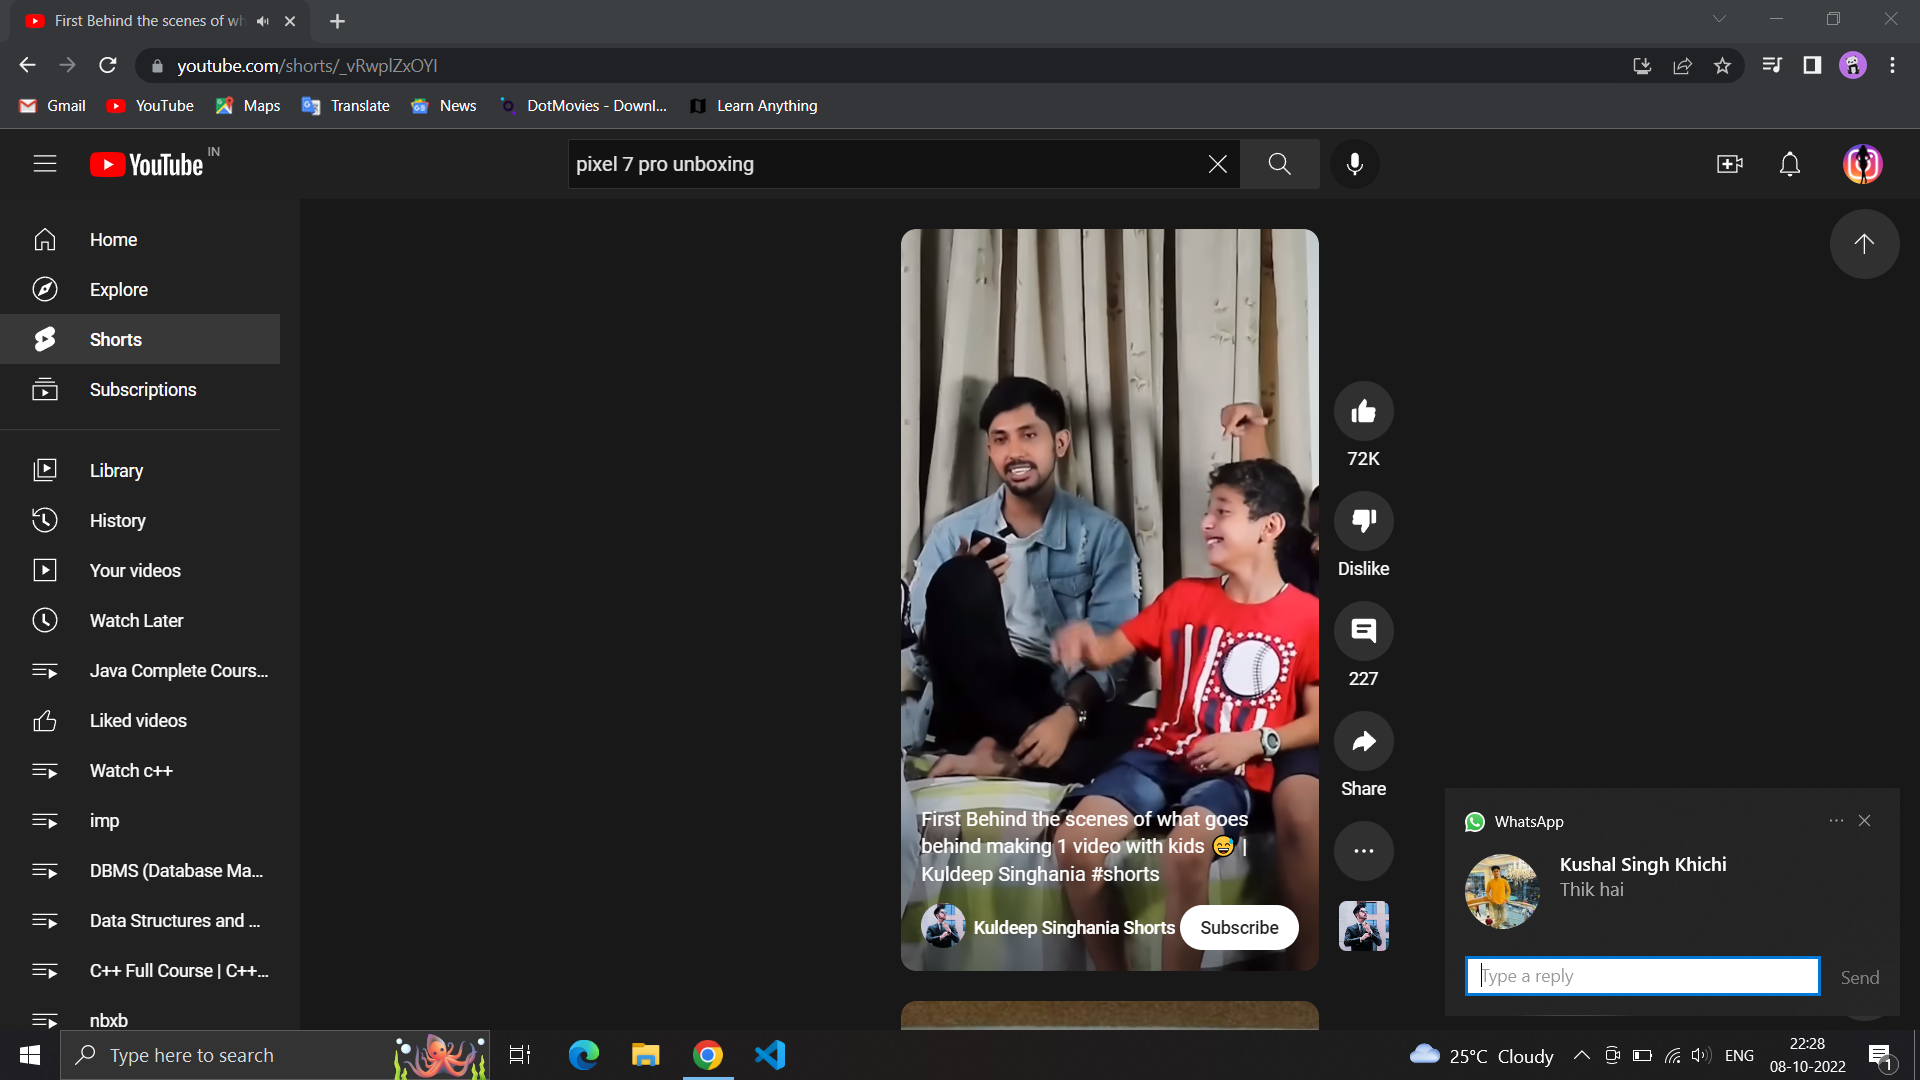 First Behind the scenes of wh
youtube.com/shorts/_vRwplZxOYI
Gmail
YouTube
Maps
Translate
News
DotMovies - Downl...
Learn Anything
YouTube IN
pixel 7 pro unboxing
Home
Explore
Shorts
Subscriptions
Library
History
Your videos
Watch Later
Java Complete Cours...
Liked videos
Watch c++
imp
DBMS (Database Ma...
Data Structures and ...
C++ Full Course | C++...
nbxb
First Behind the scenes of what goes
behind making 1 video with kids 😅 |
Kuldeep Singhania #shorts
Kuldeep Singhania Shorts
Subscribe
72K
Dislike
227
Share
WhatsApp
Kushal Singh Khichi
Thik hai
Type a reply
Send
Type here to search
25°C Cloudy
ENG
22:28
08-10-2022
1